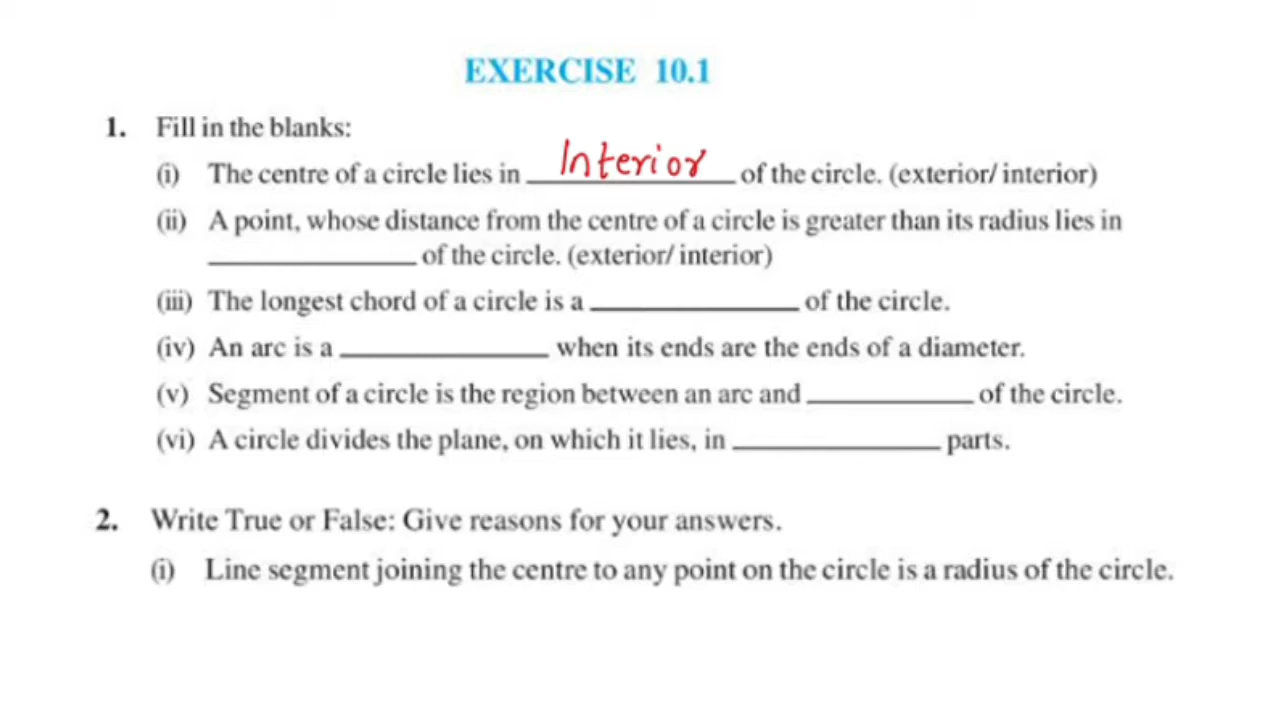 EXERCISE 10.1
1. Fill in the blanks:
(i) The centre of a circle lies in Interior of the circle. (exterior/ interior)
(ii) A point, whose distance from the centre of a circle is greater than its radius lies in
____________ of the circle. (exterior/ interior)
(iii) The longest chord of a circle is a ____________ of the circle.
(iv) An arc is a ____________ when its ends are the ends of a diameter.
(v) Segment of a circle is the region between an arc and __________ of the circle.
(vi) A circle divides the plane, on which it lies, in ____________ parts.
2. Write True or False: Give reasons for your answers.
(i) Line segment joining the centre to any point on the circle is a radius of the circle.